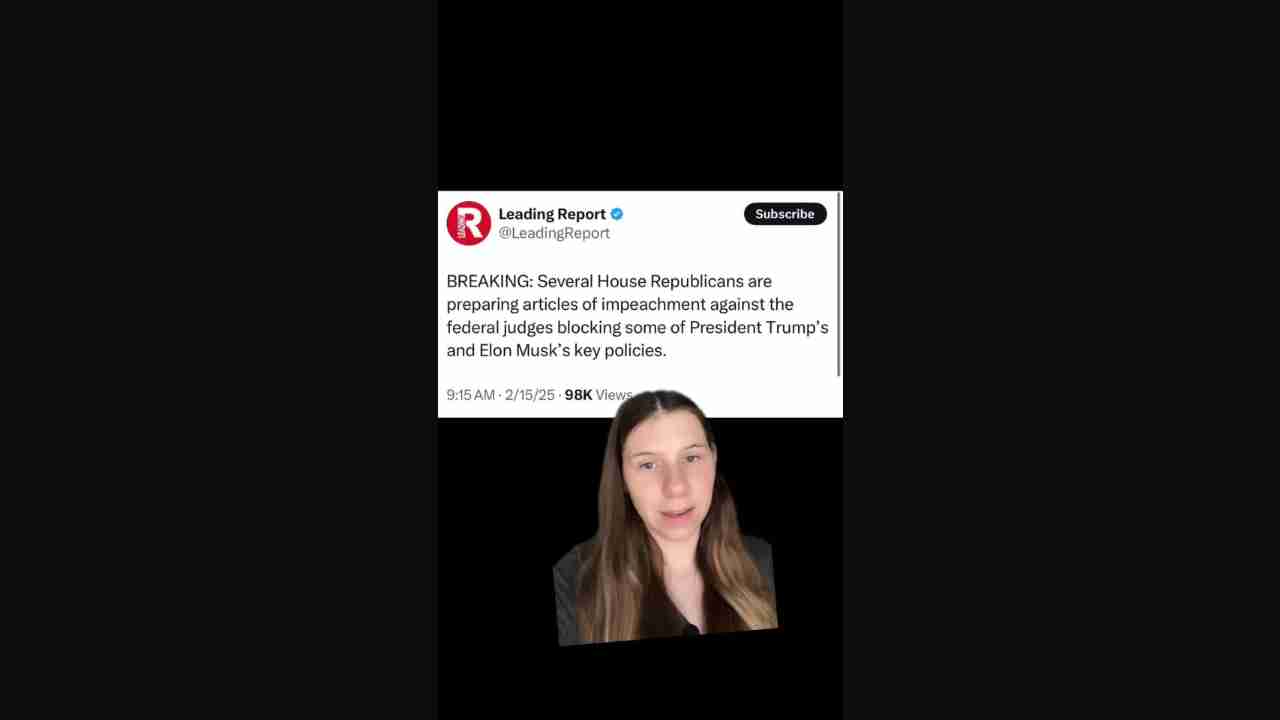 Leading Report
@LeadingReport
Subscribe
BREAKING: Several House Republicans are
preparing articles of impeachment against the
federal judges blocking some of President Trump's
and Elon Musk's key policies.
9:15 AM · 2/15/25 · 98K Views
LEADING
R